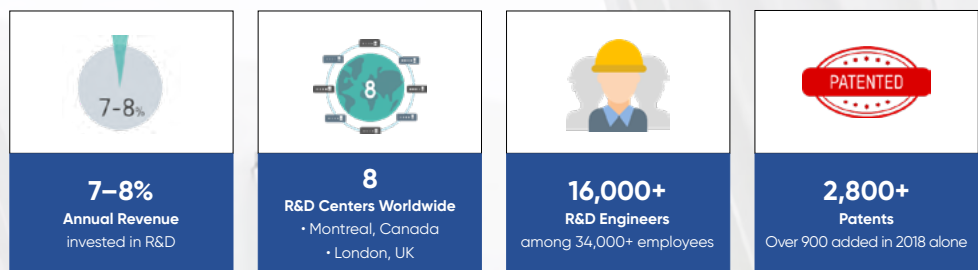 7-8%
8
PATENTED
7–8%
Annual Revenue
invested in R&D
8
R&D Centers Worldwide
• Montreal, Canada
• London, UK
16,000+
R&D Engineers
among 34,000+ employees
2,800+
Patents
Over 900 added in 2018 alone